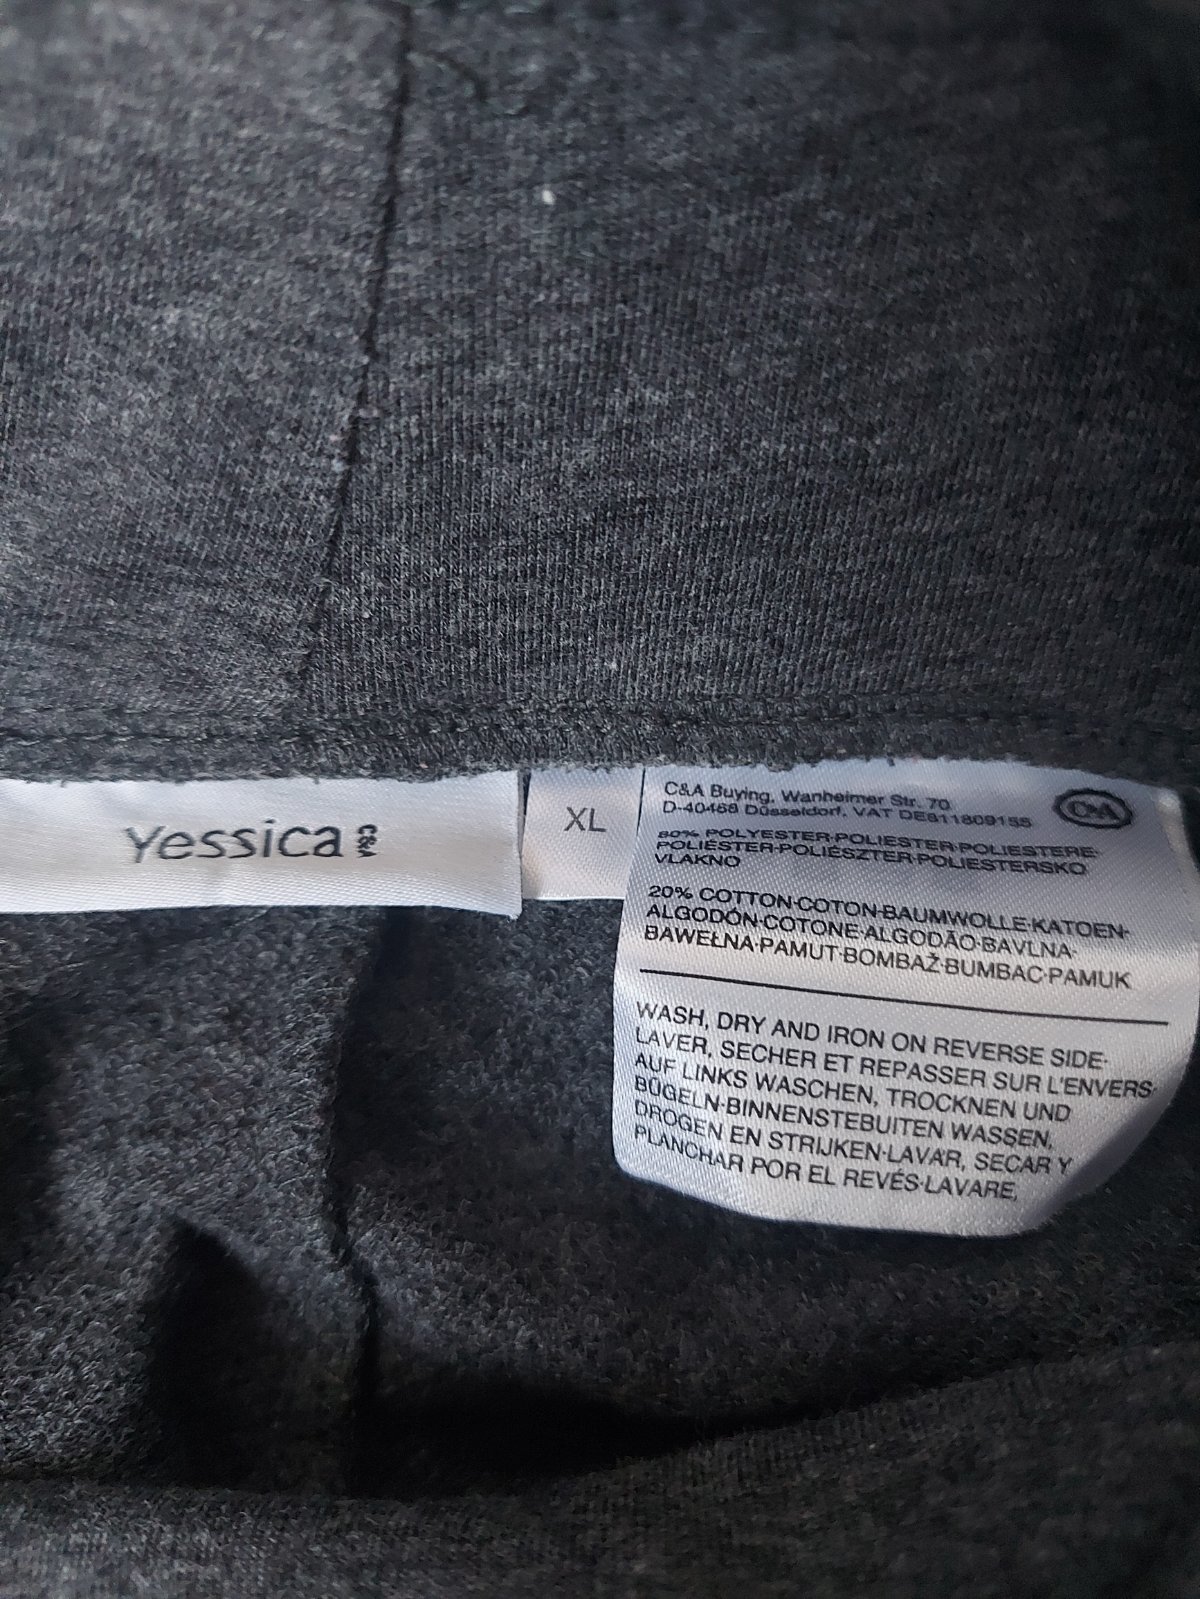 Yessica C&A
XL
C&A Buying, Wanheimer Str. 70
D-40468 Düsseldorf, VAT DE811809155
C&A
80% POLYESTER·POLIESTER·POLIESTERE·
POLIÉSTER·POLIÉSZTER·POLIESTERSKO
VLAKNO
20% COTTON·COTON·BAUMWOLLE·KATOEN·
ALGODÓN·COTONE·ALGODÃO·BAVLNA·
BAWEŁNA·PAMUT·BOMBAŽ·BUMBAC·PAMUK
WASH, DRY AND IRON ON REVERSE SIDE·
LAVER, SECHER ET REPASSER SUR L'ENVERS·
AUF LINKS WASCHEN, TROCKNEN UND
BÜGELN·BINNENSTEBUITEN WASSEN,
DROGEN EN STRIJKEN·LAVAR, SECAR Y
PLANCHAR POR EL REVÉS·LAVARE,